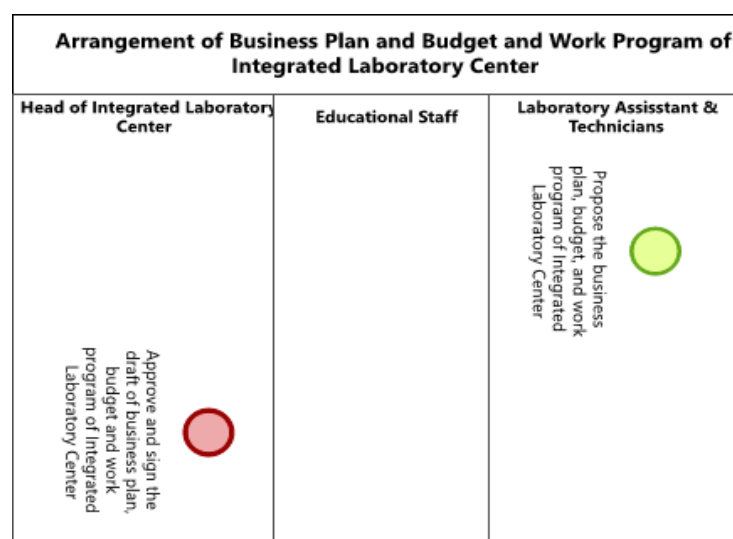 Arrangement of Business Plan and Budget and Work Program of
Integrated Laboratory Center
Head of Integrated Laboratory
Center
Educational Staff
Laboratory Assisstant &
Technicians
Propose the business
plan, budget, and work
program of Integrated
Laboratory Center
Approve and sign the
draft of business plan,
budget and work
program of Integrated
Laboratory Center